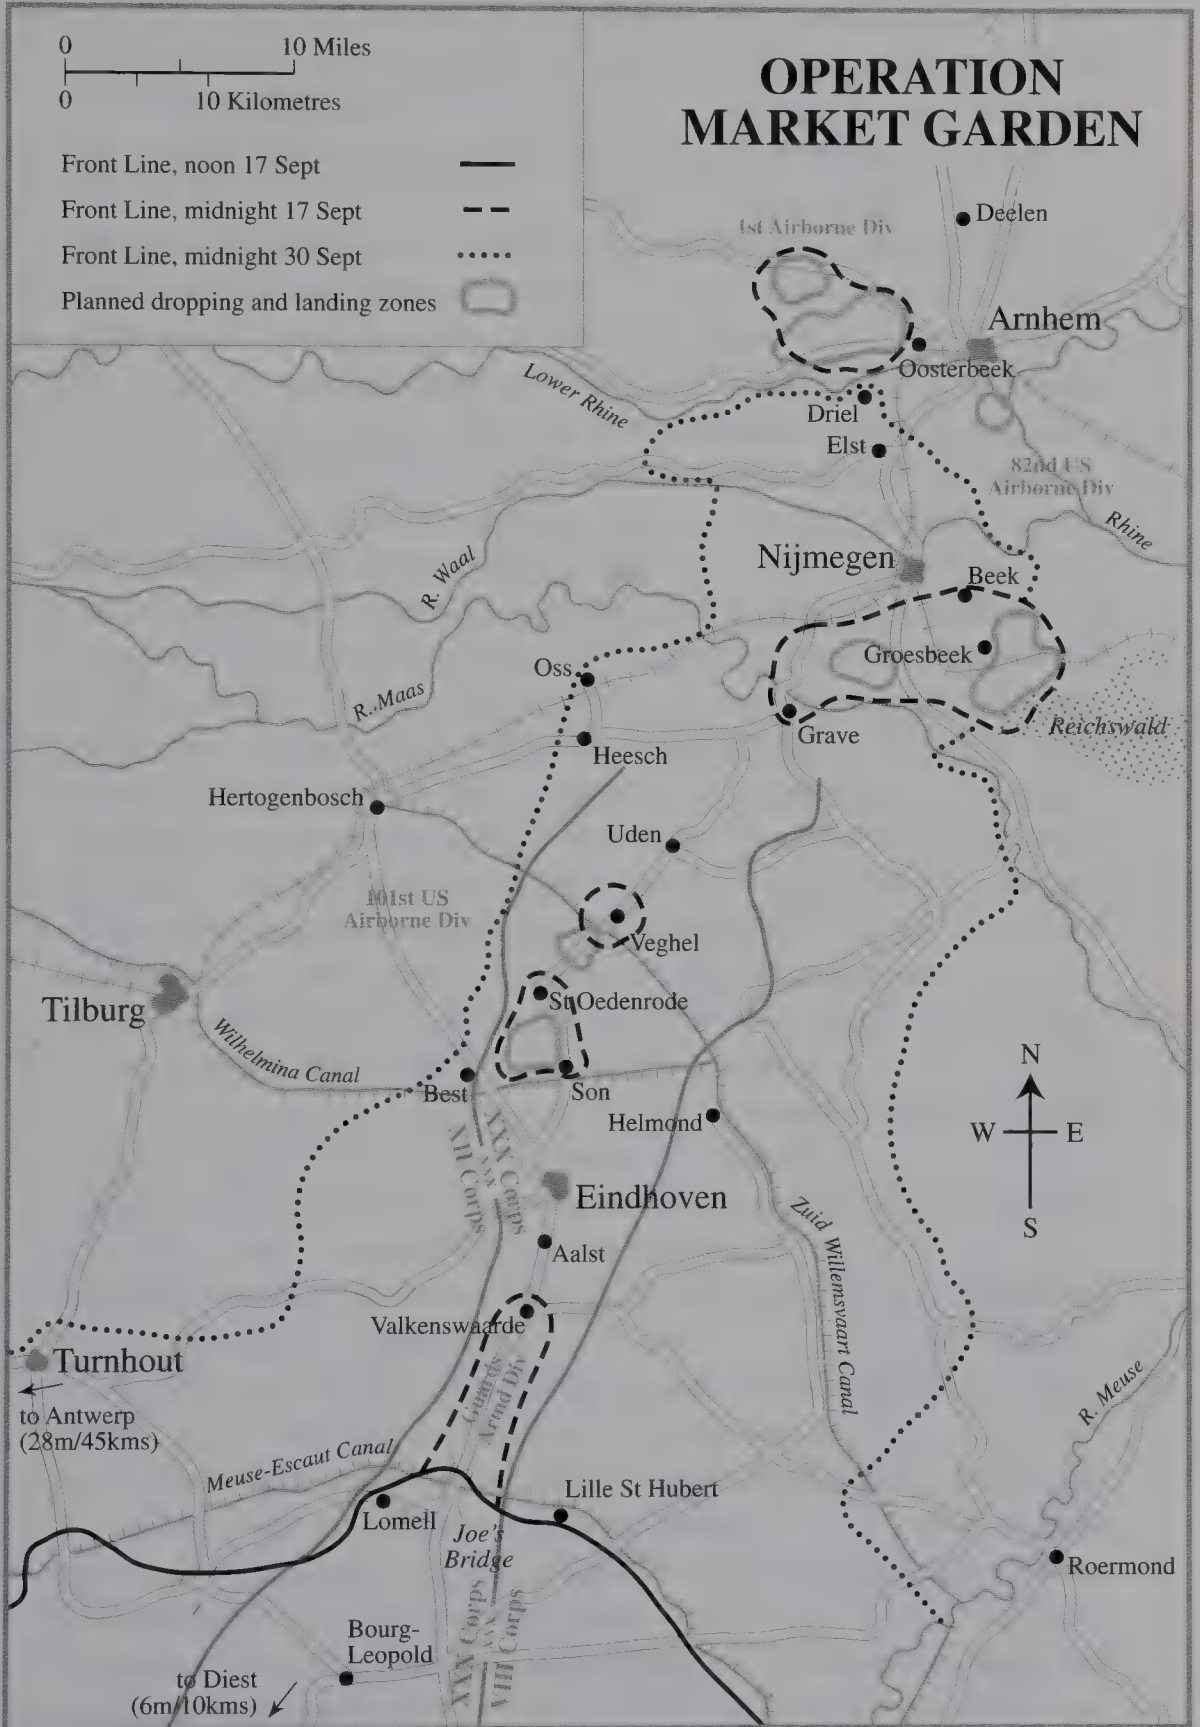 OPERATION
MARKET GARDEN
0 10 Miles
0 10 Kilometres
Front Line, noon 17 Sept
Front Line, midnight 17 Sept
Front Line, midnight 30 Sept
Planned dropping and landing zones
1st Airborne Div
Deelen
Arnhem
Oosterbeek
Lower Rhine
Driel
Elst
82nd US
Airborne Div
Rhine
Nijmegen
R. Waal
Beek
Groesbeek
Oss
R. Maas
Grave
Reichswald
Heesch
Hertogenbosch
Uden
101st US
Airborne Div
Veghel
St Oedenrode
Tilburg
Wilhelmina Canal
Best
Son
Helmond
N
W E
S
XII Corps
XXX
XXX Corps
Eindhoven
Aalst
Zuid Willemsvaart Canal
Valkenswaarde
Turnhout
Guards
Armd Div
to Antwerp
(28m/45kms)
R. Meuse
Meuse-Escaut Canal
Lille St Hubert
Lomell
Joe's
Bridge
Roermond
XXX Corps
XXX
VIII Corps
Bourg-
Leopold
to Diest
(6m/10kms)